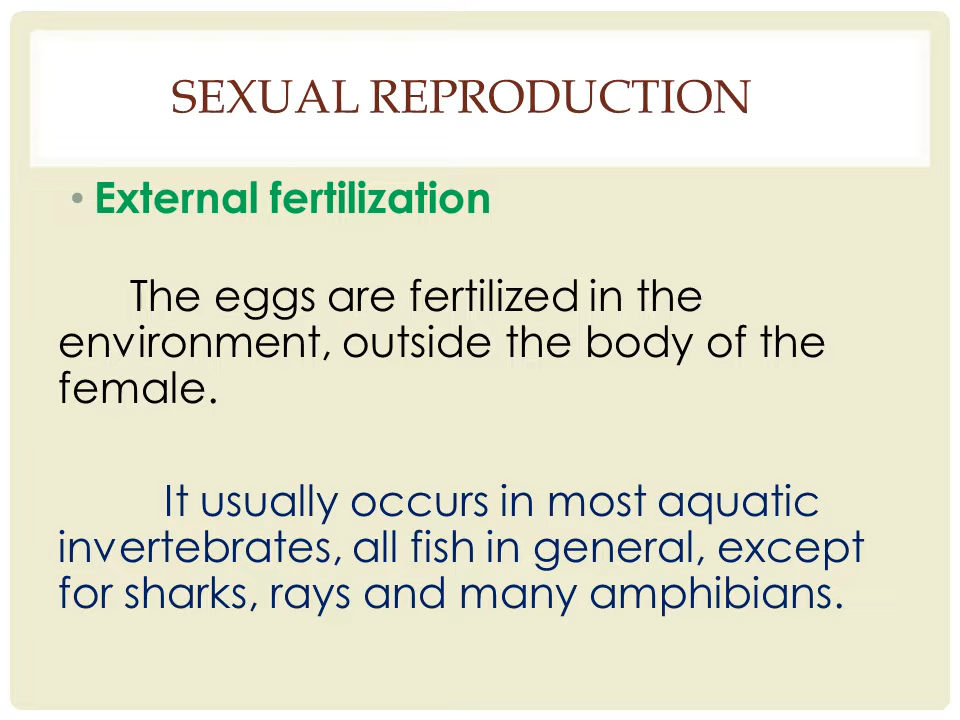 SEXUAL REPRODUCTION
• External fertilization
The eggs are fertilized in the
environment, outside the body of the
female.
It usually occurs in most aquatic
invertebrates, all fish in general, except
for sharks, rays and many amphibians.